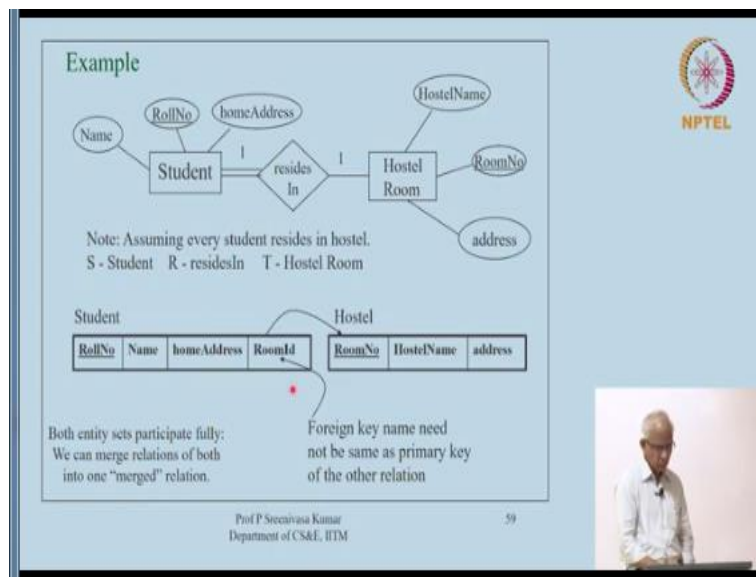 Example
NPTEL
HostelName
RollNo
homeAddress
Name
RoomNo
1
1
Student
resides
In
Hostel
Room
address
Note: Assuming every student resides in hostel.
S - Student R - residesIn T - Hostel Room
Student
Hostel
RollNo Name homeAddress RoomId
RoomNo HostelName address
Both entity sets participate fully:
We can merge relations of both
into one “merged” relation.
Foreign key name need
not be same as primary key
of the other relation
Prof P Sreenivasa Kumar
Department of CS&E, IITM
59